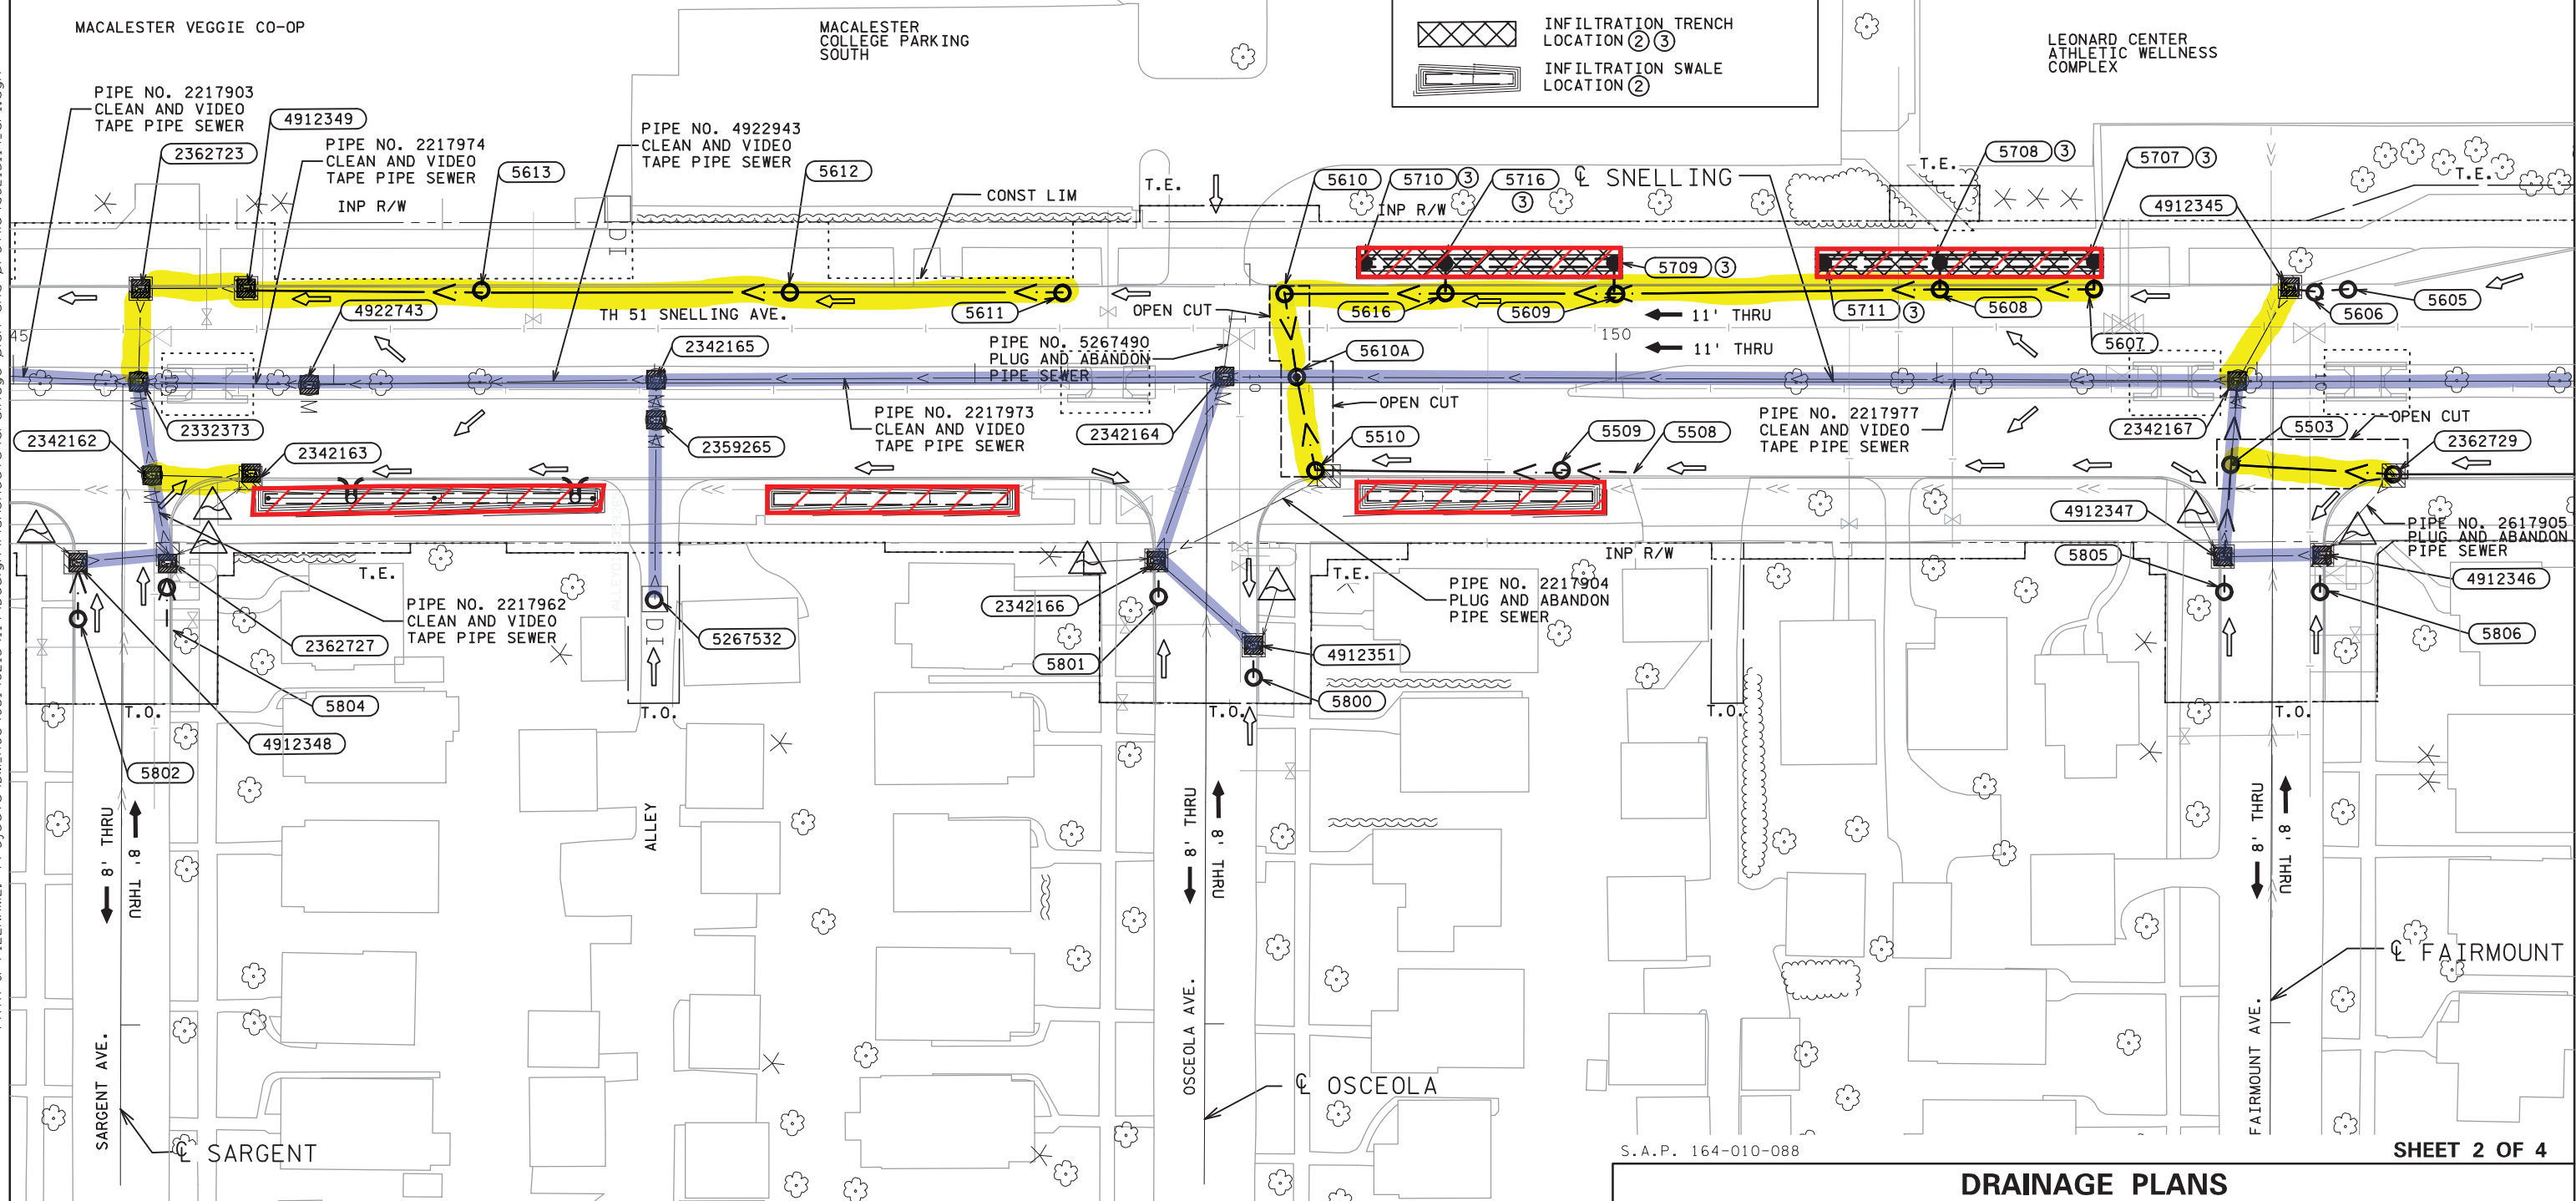 MACALESTER VEGGIE CO-OP
MACALESTER
COLLEGE PARKING
SOUTH
INFILTRATION TRENCH
LOCATION ② ③
INFILTRATION SWALE
LOCATION ②
LEONARD CENTER
ATHLETIC WELLNESS
COMPLEX
PIPE NO. 2217903
CLEAN AND VIDEO
TAPE PIPE SEWER
4912349
2362723
PIPE NO. 2217974
CLEAN AND VIDEO
TAPE PIPE SEWER
INP R/W
5613
PIPE NO. 4922943
CLEAN AND VIDEO
TAPE PIPE SEWER
5612
CONST LIM
T.E.
5610
5710 ③
5716
③
℄ SNELLING
INP R/W
T.E.
5708 ③
5707 ③
T.E.
4912345
DI
5709 ③
4922743
TH 51 SNELLING AVE.
5611
OPEN CUT
5616
5609
11' THRU
150
11' THRU
5711 ③
5608
5607
5606
5605
45
2342165
PIPE NO. 5267490
PLUG AND ABANDON
PIPE SEWER
5610A
2342162
2332373
2342163
2359265
PIPE NO. 2217973
CLEAN AND VIDEO
TAPE PIPE SEWER
2342164
OPEN CUT
5510
5509
5508
PIPE NO. 2217977
CLEAN AND VIDEO
TAPE PIPE SEWER
2342167
5503
OPEN CUT
2362729
4912347
PIPE NO. 2617905
PLUG AND ABANDON
PIPE SEWER
T.E.
INP R/W
5805
4912346
T.E.
PIPE NO. 2217904
PLUG AND ABANDON
PIPE SEWER
PIPE NO. 2217962
CLEAN AND VIDEO
TAPE PIPE SEWER
2342166
2362727
5267532
DI
5801
4912351
5806
5804
5800
T.O.
T.O.
T.O.
T.O.
T.O.
4912348
5802
8' THRU
8' THRU
ALLEY
8' THRU
8' THRU
8' THRU
8' THRU
℄ FAIRMOUNT
SARGENT AVE.
OSCEOLA AVE.
FAIRMOUNT AVE.
℄ SARGENT
℄ OSCEOLA
S.A.P. 164-010-088
SHEET 2 OF 4
DRAINAGE PLANS